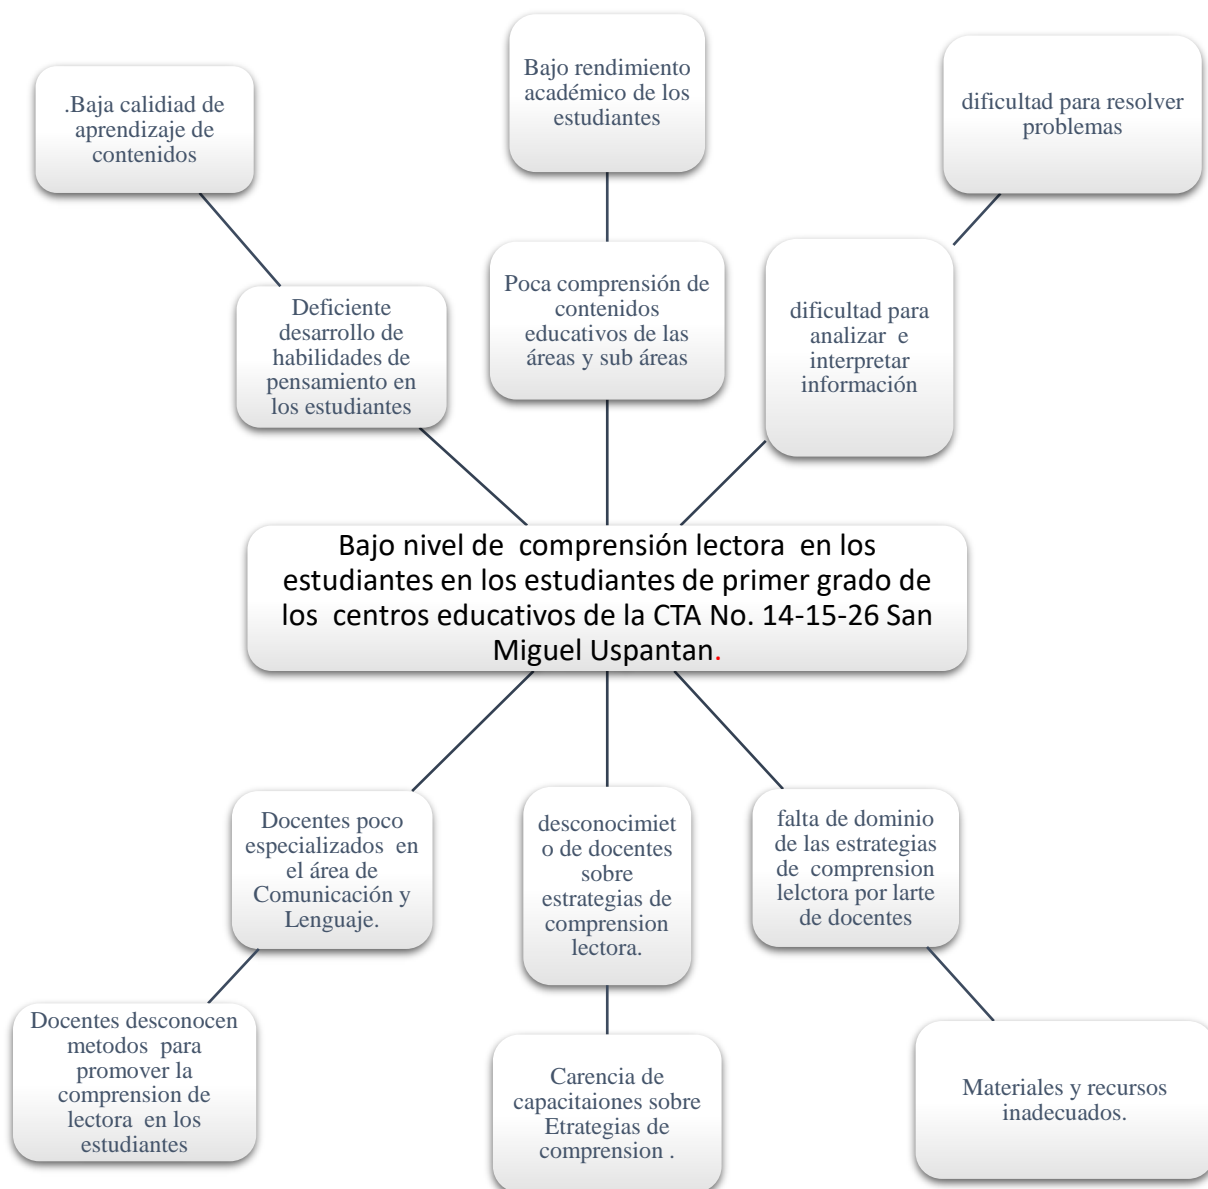 Bajo rendimiento
académico de los
estudiantes
.Baja calidiad de
aprendizaje de
contenidos
dificultad para resolver
problemas
Deficiente
desarrollo de
habilidades de
pensamiento en
los estudiantes
Poca comprensión de
contenidos
educativos de las
áreas y sub áreas
dificultad para
analizar e
interpretar
información
Bajo nivel de comprensión lectora en los
estudiantes en los estudiantes de primer grado de
los centros educativos de la CTA No. 14-15-26 San
Miguel Uspantan.
Docentes poco
especializados en
el área de
Comunicación y
Lenguaje.
desconocimiet
o de docentes
sobre
estrategias de
comprension
lectora.
falta de dominio
de las estrategias
de comprension
lelctora por larte
de docentes
Docentes desconocen
metodos para
promover la
comprension de
lectora en los
estudiantes
Carencia de
capacitaiones sobre
Etrategias de
comprension .
Materiales y recursos
inadecuados.